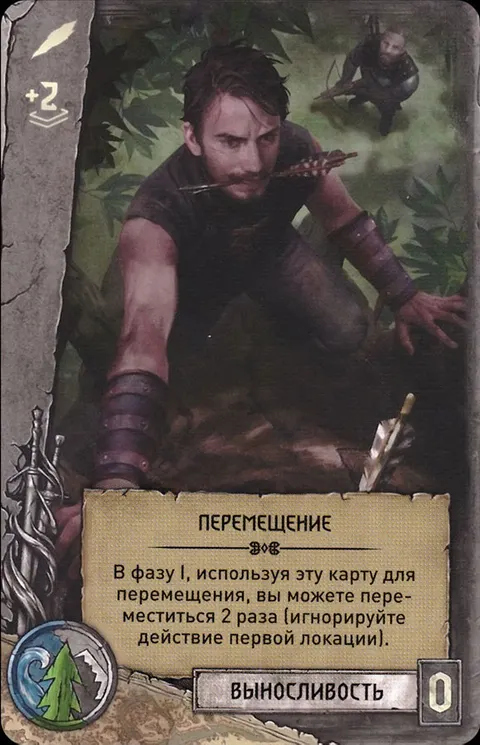 +2
ПЕРЕМЕЩЕНИЕ
В фазу I, используя эту карту для
перемещения, вы можете пере-
меститься 2 раза (игнорируйте
действие первой локации).
ВЫНОСЛИВОСТЬ
0